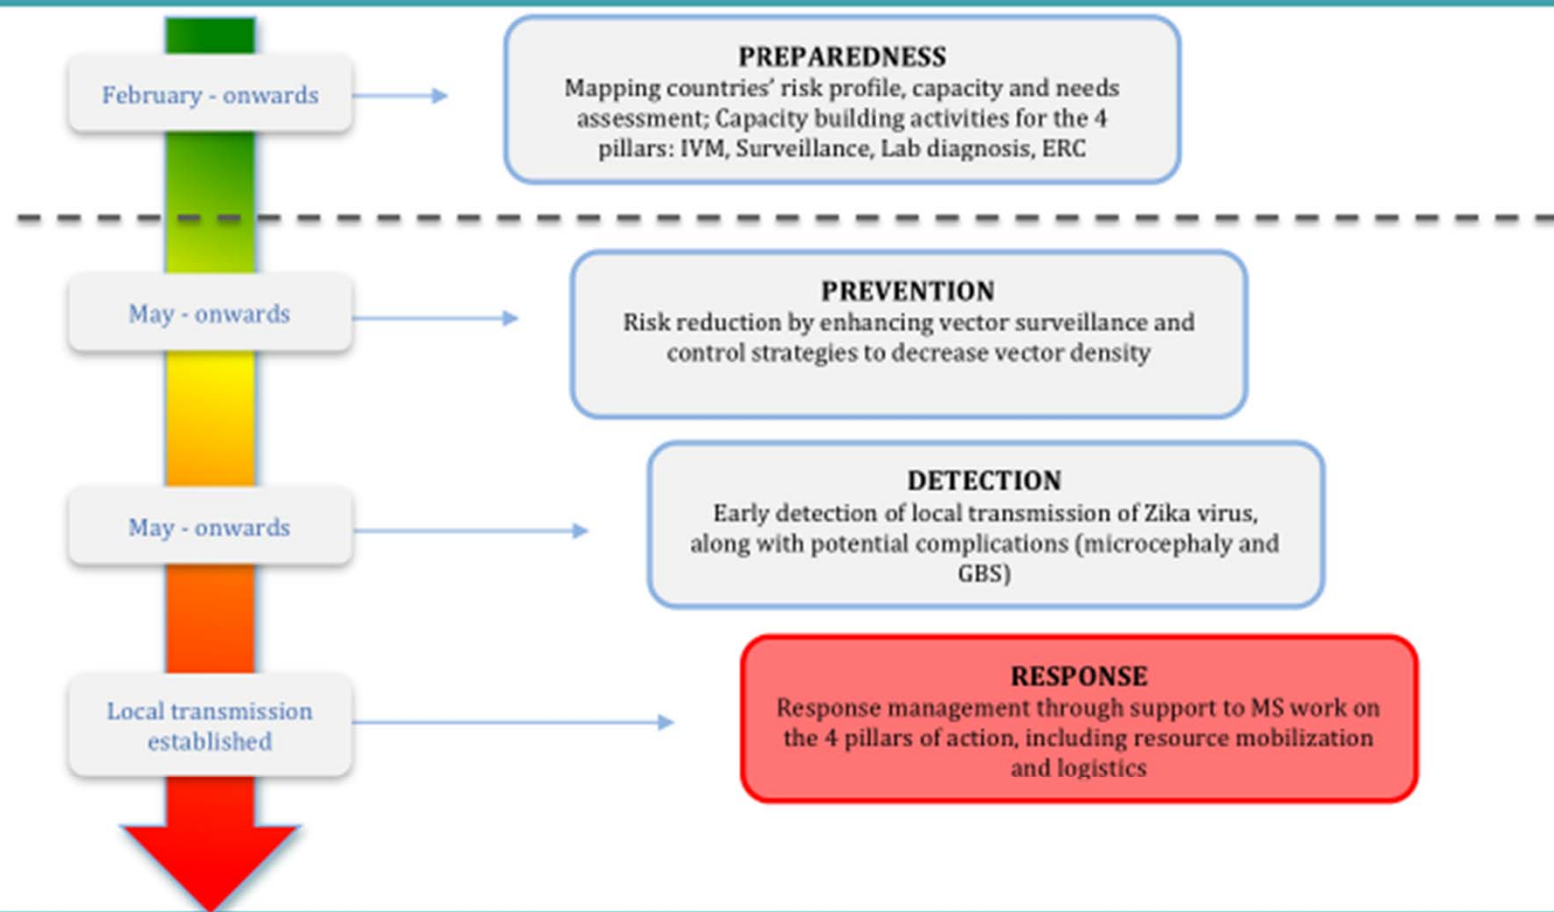 February - onwards
PREPAREDNESS
Mapping countries’ risk profile, capacity and needs
assessment; Capacity building activities for the 4
pillars: IVM, Surveillance, Lab diagnosis, ERC
May - onwards
PREVENTION
Risk reduction by enhancing vector surveillance and
control strategies to decrease vector density
May - onwards
DETECTION
Early detection of local transmission of Zika virus,
along with potential complications (microcephaly and
GBS)
Local transmission
established
RESPONSE
Response management through support to MS work on
the 4 pillars of action, including resource mobilization
and logistics